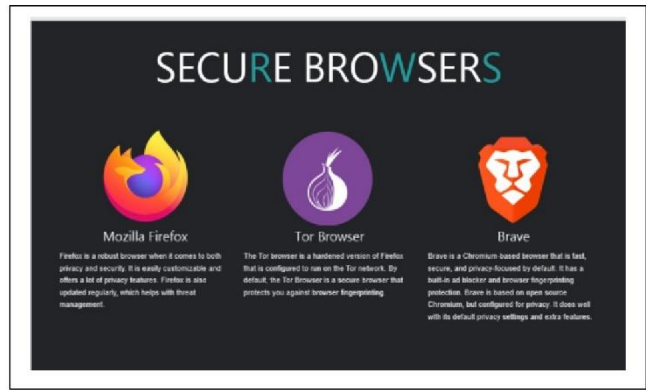 SECURE BROWSERS
Mozilla Firefox
Firefox is a robust browser when it comes to both
privacy and security. It is easily customizable and
offers a lot of privacy features. Firefox is also
updated regularly, which helps with threat
management.
Tor Browser
The Tor browser is a hardened version of Firefox
that is configured to run on the Tor network. By
default, the Tor Browser is a secure browser that
protects you against browser fingerprinting
Brave
Brave is a Chromium-based browser that is fast,
secure, and privacy-focused by default. It has a
built-in ad blocker and browser fingerprinting
protection. Brave is based on open source
Chromium, but configured for privacy. It does well
with its default privacy settings and extra features.